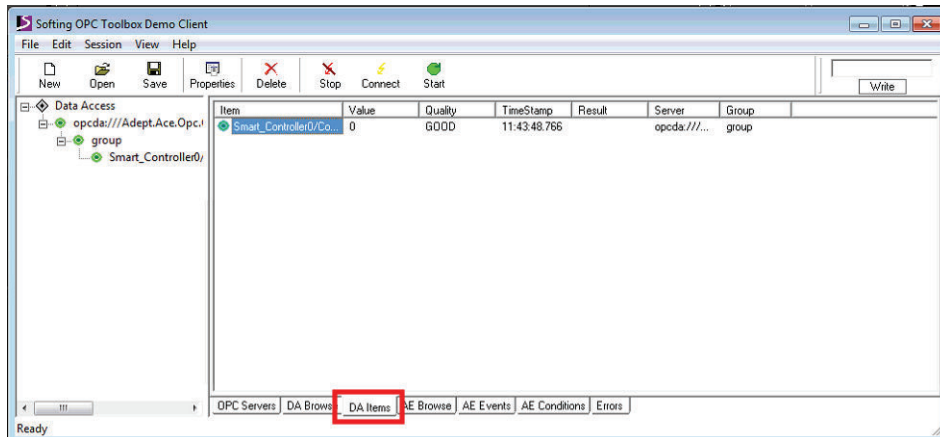 Softing OPC Toolbox Demo Client
File Edit Session View Help
New Open Save Properties Delete Stop Connect Start Write
Data Access
opcda:///Adept.Ace.Opc.
group
Smart_Controller0/
Item Value Quality TimeStamp Result Server Group
Smart_Controller0/Co... 0 GOOD 11:43:48.766 opcda:///... group
OPC Servers DA Brows DA Items AE Browse AE Events AE Conditions Errors
Ready